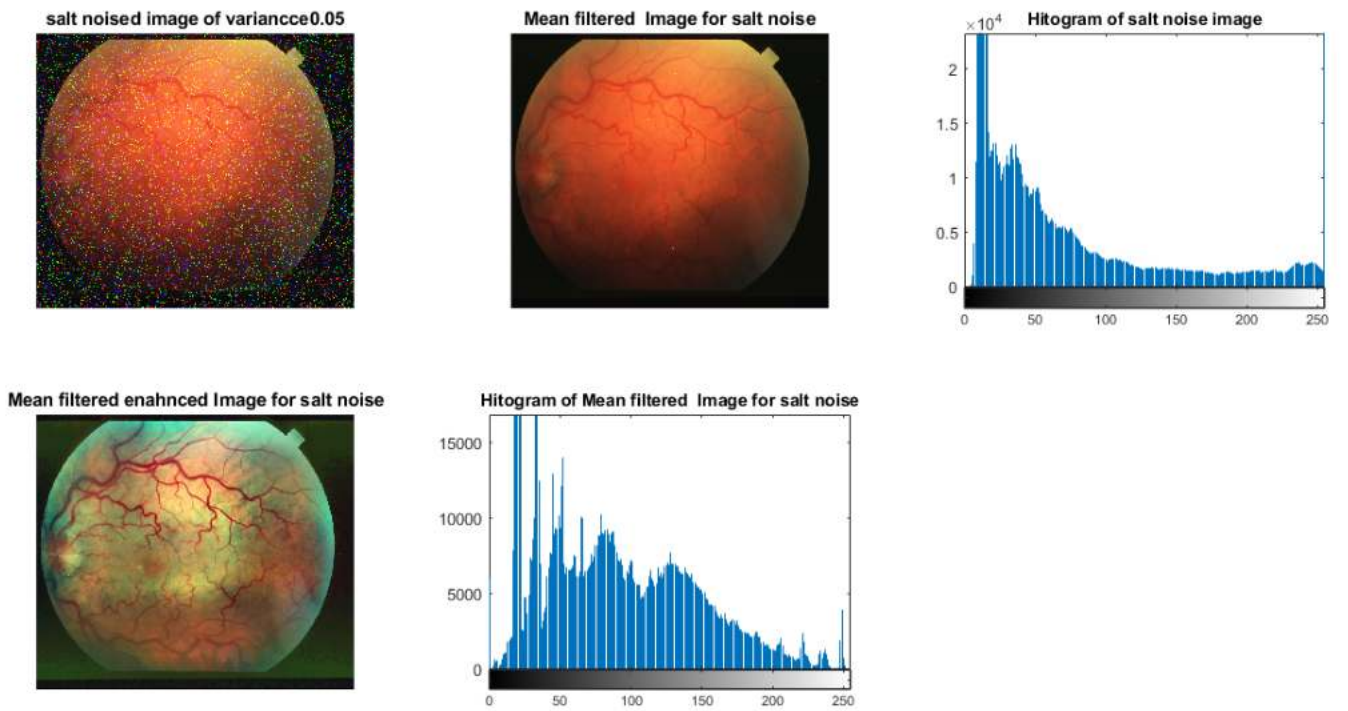 salt noised image of variancce0.05
Mean filtered  Image for salt noise
Hitogram of salt noise image
×10⁴
2
1.5
1
0.5
0
0 50 100 150 200 250
Mean filtered enahnced Image for salt noise
Hitogram of Mean filtered  Image for salt noise
15000
10000
5000
0
0 50 100 150 200 250